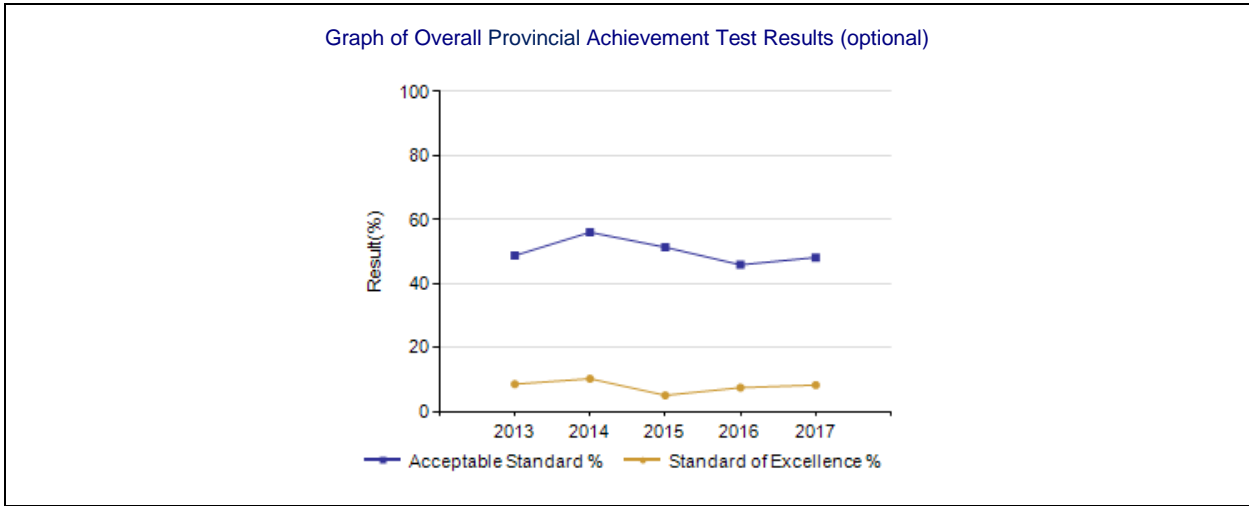 Graph of Overall Provincial Achievement Test Results (optional)
100
80
60
40
20
0
Result(%)
2013 2014 2015 2016 2017
Acceptable Standard % Standard of Excellence %